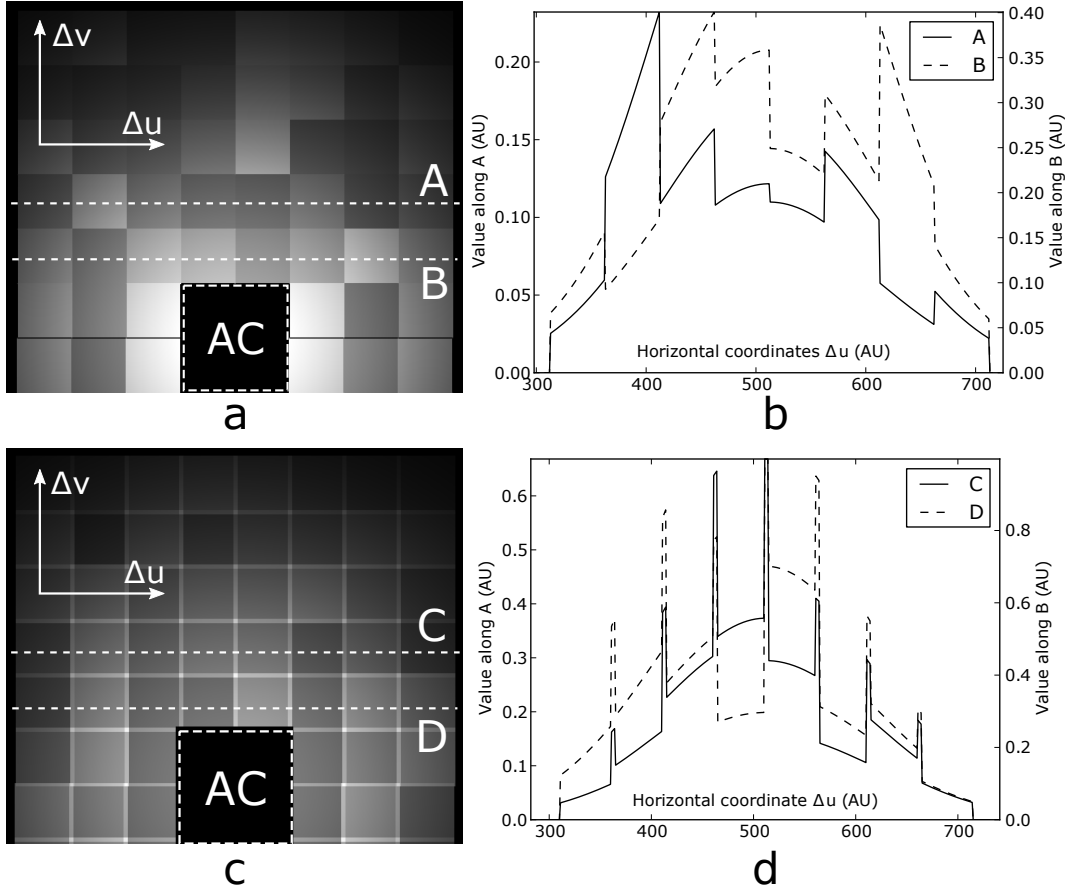 Δv
Δu
A
B
AC
a
Value along A (AU)
0.20
0.15
0.10
0.05
0.00
A
B
0.40
0.35
0.30
0.25
0.20
0.15
0.10
0.05
0.00
Value along B (AU)
Horizontal coordinates Δu (AU)
300 400 500 600 700
b
Δv
Δu
C
D
AC
c
Value along A (AU)
0.6
0.5
0.4
0.3
0.2
0.1
0.0
C
D
0.8
0.6
0.4
0.2
0.0
Value along B (AU)
Horizontal coordinate Δu (AU)
300 400 500 600 700
d